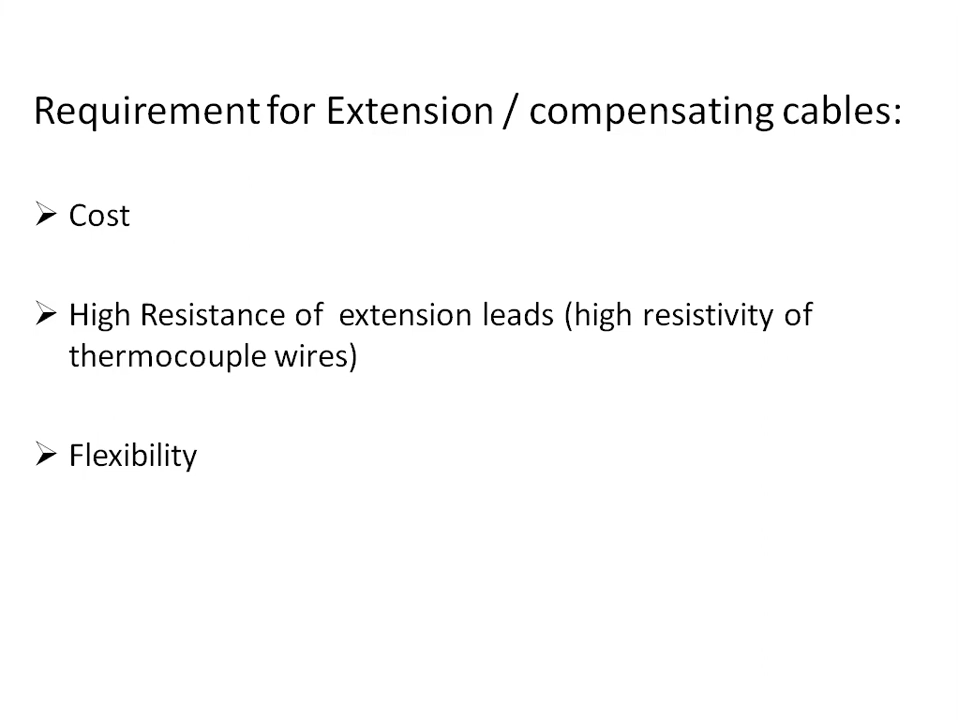 Requirement for Extension / compensating cables:
➢ Cost
➢ High Resistance of extension leads (high resistivity of
thermocouple wires)
➢ Flexibility